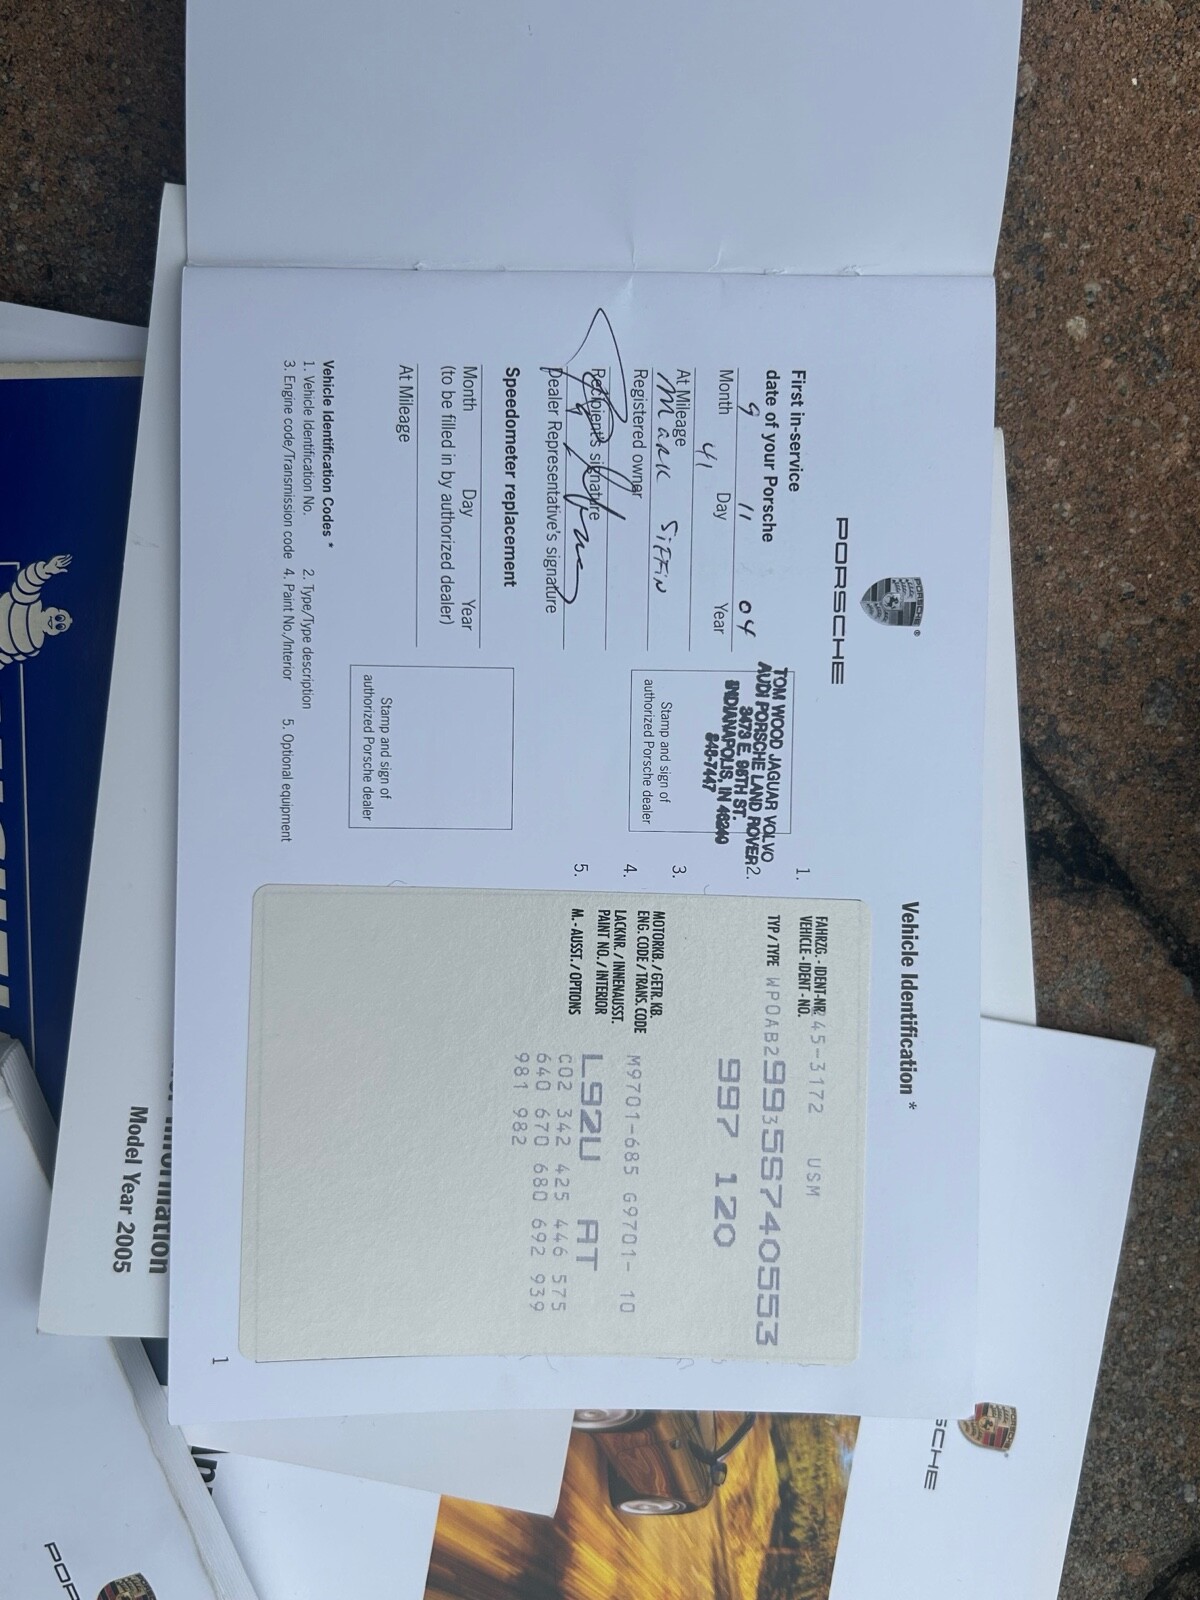 PORSCHE
PORSCHE
First in-service
date of your Porsche
9 11 04
Month Day Year
41
At Mileage
Mark Siffin
Registered owner
Recipient's signature
Dealer Representative's signature
TOM WOOD JAGUAR VOLVO
AUDI PORSCHE LAND ROVER
3473 E. 96TH ST.
INDIANAPOLIS, IN 46240
848-7447
Stamp and sign of
authorized Porsche dealer
Speedometer replacement
Month Day Year
(to be filled in by authorized dealer)
At Mileage
Stamp and sign of
authorized Porsche dealer
Vehicle Identification Codes *
1. Vehicle Identification No. 2. Type/Type description 5. Optional equipment
3. Engine code/Transmission code 4. Paint No./Interior
Vehicle Identification *
1.
2.
3.
4.
5.
FAHRZG. - IDENT-NR. 45-3172 USM
VEHICLE - IDENT - NO.
WP0AB29935S740553
TYP / TYPE
997 120
MOTORKB. / GETR. KB.
ENG. CODE / TRANS. CODE
M9701-685 G9701- 10
LACKNR. / INNENAUSST.
PAINT NO. / INTERIOR
L92U AT
M. - AUSST. / OPTIONS
C02 342 425 446 575
640 670 680 692 939
981 982
1
Model Year 2005